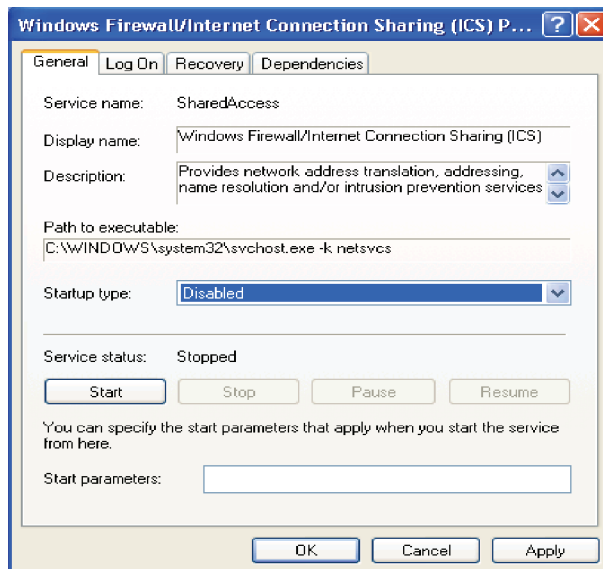 Windows Firewall/Internet Connection Sharing (ICS) P...
General Log On Recovery Dependencies
Service name: SharedAccess
Display name: Windows Firewall/Internet Connection Sharing (ICS)
Description: Provides network address translation, addressing,
name resolution and/or intrusion prevention services
Path to executable:
C:\WINDOWS\system32\svchost.exe -k netsvcs
Startup type: Disabled
Service status: Stopped
Start Stop Pause Resume
You can specify the start parameters that apply when you start the service
from here.
Start parameters:
OK Cancel Apply